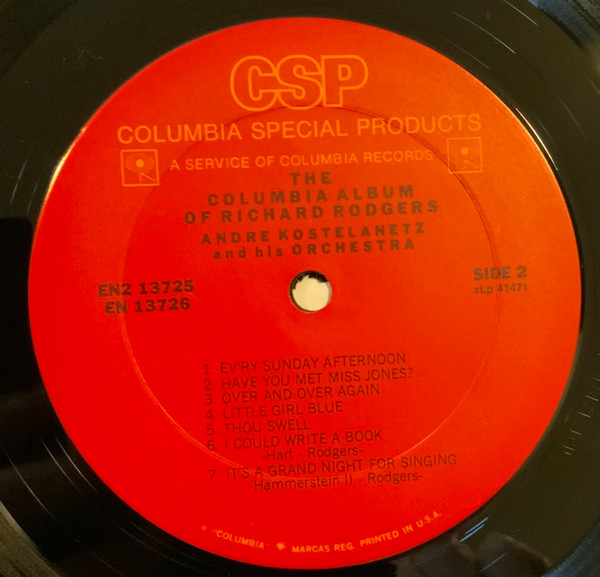 CSP
COLUMBIA SPECIAL PRODUCTS
A SERVICE OF COLUMBIA RECORDS
THE
COLUMBIA ALBUM
OF RICHARD RODGERS
ANDRE KOSTELANETZ
and his ORCHESTRA
EN2 13725
EN 13726
SIDE 2
xLp 41471
1. EV'RY SUNDAY AFTERNOON
2. HAVE YOU MET MISS JONES?
3. OVER AND OVER AGAIN
4. LITTLE GIRL BLUE
5. THOU SWELL
6. I COULD WRITE A BOOK
-Hart - Rodgers-
7. IT'S A GRAND NIGHT FOR SINGING
-Hammerstein II - Rodgers-
® "COLUMBIA" MARCAS REG. PRINTED IN U.S.A.